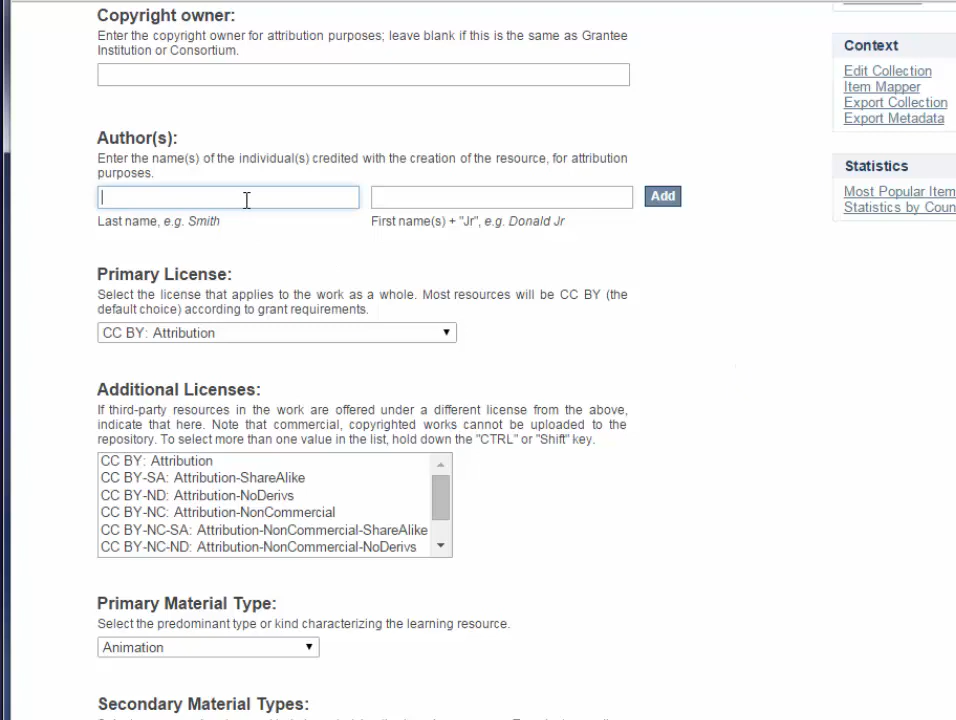 Copyright owner:
Enter the copyright owner for attribution purposes; leave blank if this is the same as Grantee
Institution or Consortium.
Author(s):
Enter the name(s) of the individual(s) credited with the creation of the resource, for attribution
purposes.
Add
Last name, e.g. Smith
First name(s) + "Jr", e.g. Donald Jr
Primary License:
Select the license that applies to the work as a whole. Most resources will be CC BY (the
default choice) according to grant requirements.
CC BY: Attribution
Additional Licenses:
If third-party resources in the work are offered under a different license from the above,
indicate that here. Note that commercial, copyrighted works cannot be uploaded to the
repository. To select more than one value in the list, hold down the "CTRL" or "Shift" key.
CC BY: Attribution
CC BY-SA: Attribution-ShareAlike
CC BY-ND: Attribution-NoDerivs
CC BY-NC: Attribution-NonCommercial
CC BY-NC-SA: Attribution-NonCommercial-ShareAlike
CC BY-NC-ND: Attribution-NonCommercial-NoDerivs
Primary Material Type:
Select the predominant type or kind characterizing the learning resource.
Animation
Secondary Material Types:
Context
Edit Collection
Item Mapper
Export Collection
Export Metadata
Statistics
Most Popular Item
Statistics by Coun